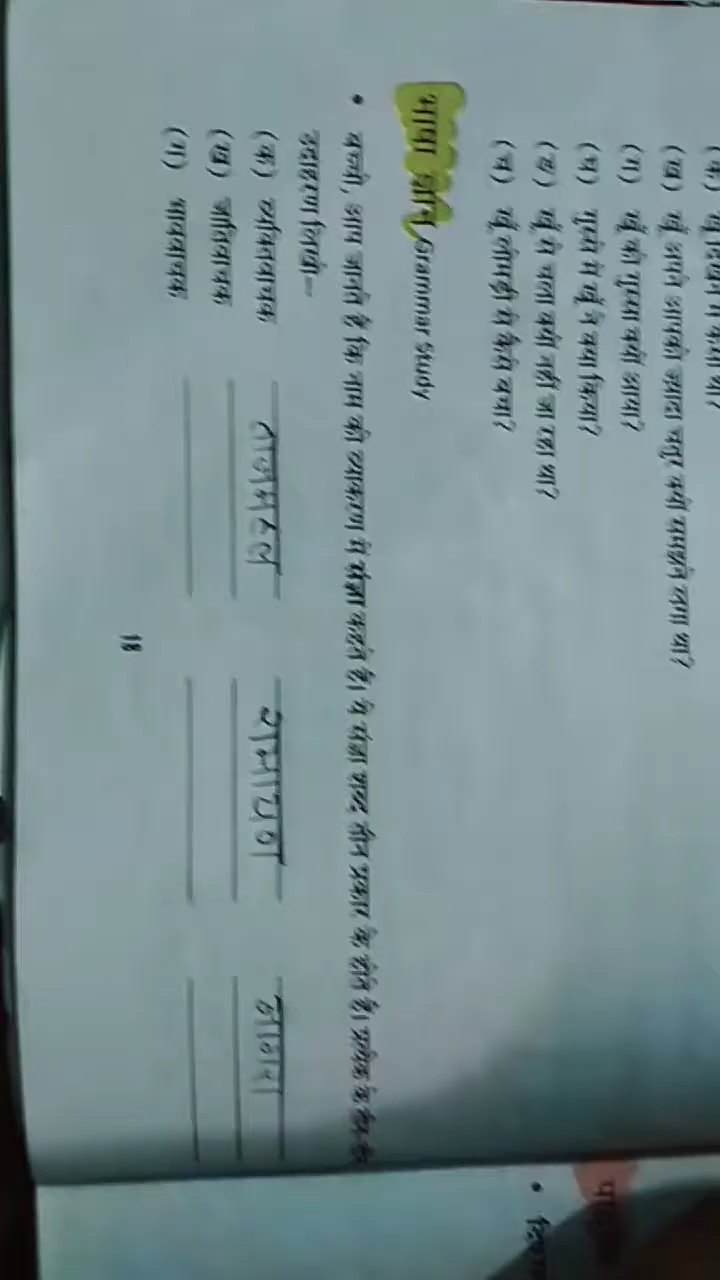 (ख) चूँ अपने आपको ज़्यादा चतुर क्यों समझने लगा था?
(ग) चूँ को गुस्सा क्यों आया?
(घ) गुस्से में चूँ ने क्या किया?
(ङ) चूँ से चला क्यों नहीं जा रहा था?
(च) चूँ लोमड़ी से कैसे बचा?
भाषा ज्ञान/Grammar Study
• बच्चो, आप जानते हैं कि नाम को व्याकरण में संज्ञा कहते हैं। ये संज्ञा शब्द तीन प्रकार के होते हैं। प्रत्येक के
उदाहरण लिखो–
(क) व्यक्तिवाचक ताजमहल रामायण
(ख) जातिवाचक
(ग) भाववाचक
18